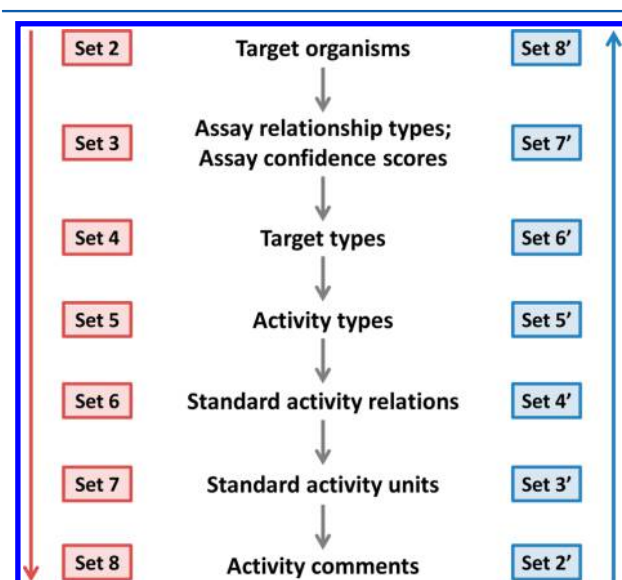 Set 2 Target organisms Set 8’
Assay relationship types;
Set 3 Assay confidence scores Set 7’
Set 4 Target types Set 6’
Set 5 Activity types Set 5’
Set 6 Standard activity relations Set 4’
Set 7 Standard activity units Set 3’
Set 8 Activity comments Set 2’